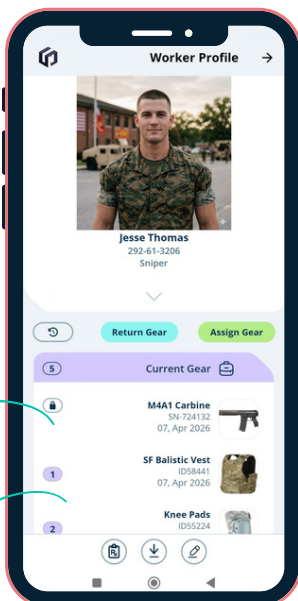 Worker Profile
Jesse Thomas
292-61-3206
Sniper
Return Gear
Assign Gear
5
Current Gear
M4A1 Carbine
SN-724132
07, Apr 2026
1
SF Balistic Vest
ID58441
07, Apr 2026
2
Knee Pads
ID55224